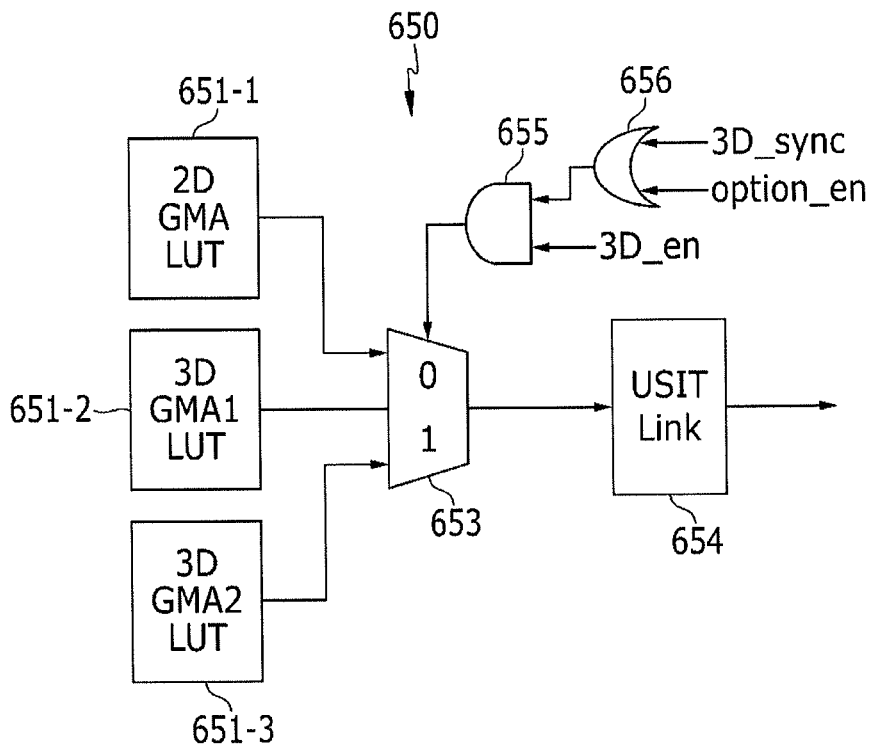 650
651-1
2D
GMA
LUT
656
655
3D_sync
option_en
3D_en
651-2
3D
GMA1
LUT
0
1
653
USIT
Link
654
3D
GMA2
LUT
651-3